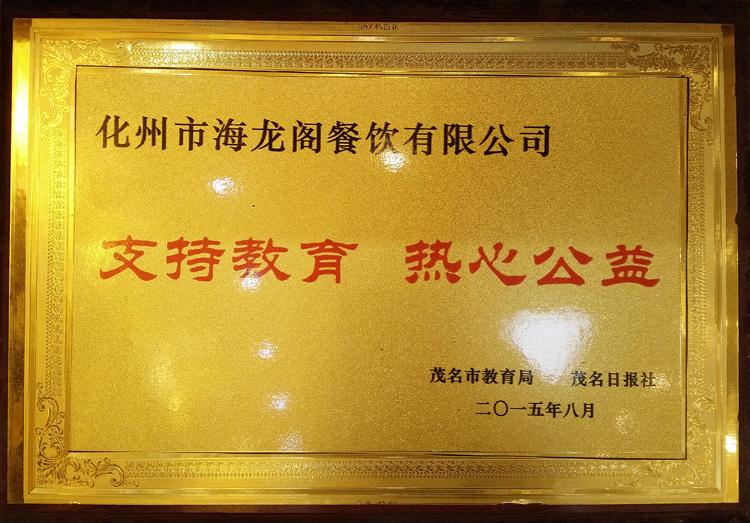 化州市海龙阁餐饮有限公司
支持教育 热心公益
茂名市教育局 茂名日报社
二〇一五年八月